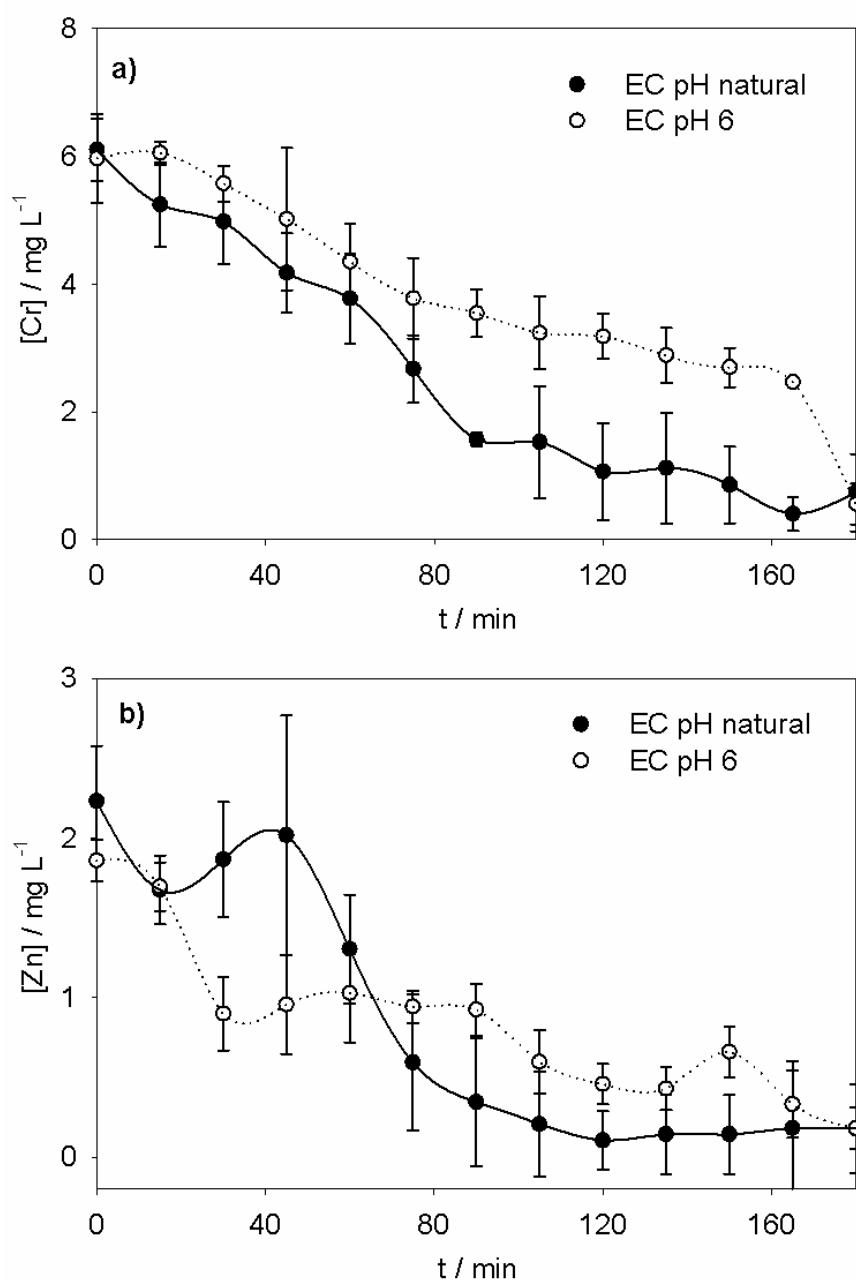 8
a)
EC pH natural
EC pH 6
6
[Cr] / mg L⁻¹
4
2
0
0 40 80 120 160
t / min
3
b)
EC pH natural
EC pH 6
2
[Zn] / mg L⁻¹
1
0
0 40 80 120 160
t / min